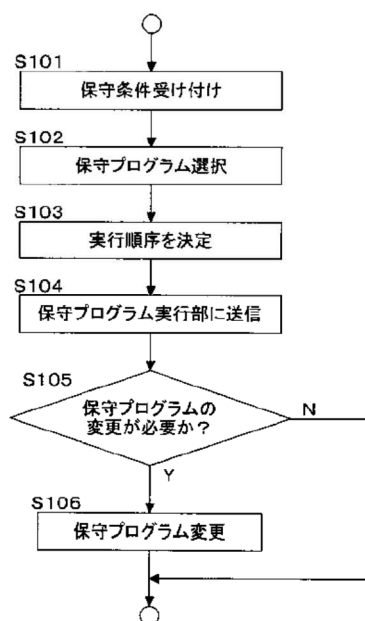 S101
保守条件受け付け
S102
保守プログラム選択
S103
実行順序を決定
S104
保守プログラム実行部に送信
S105
保守プログラムの
変更が必要か？
N
Y
S106
保守プログラム変更